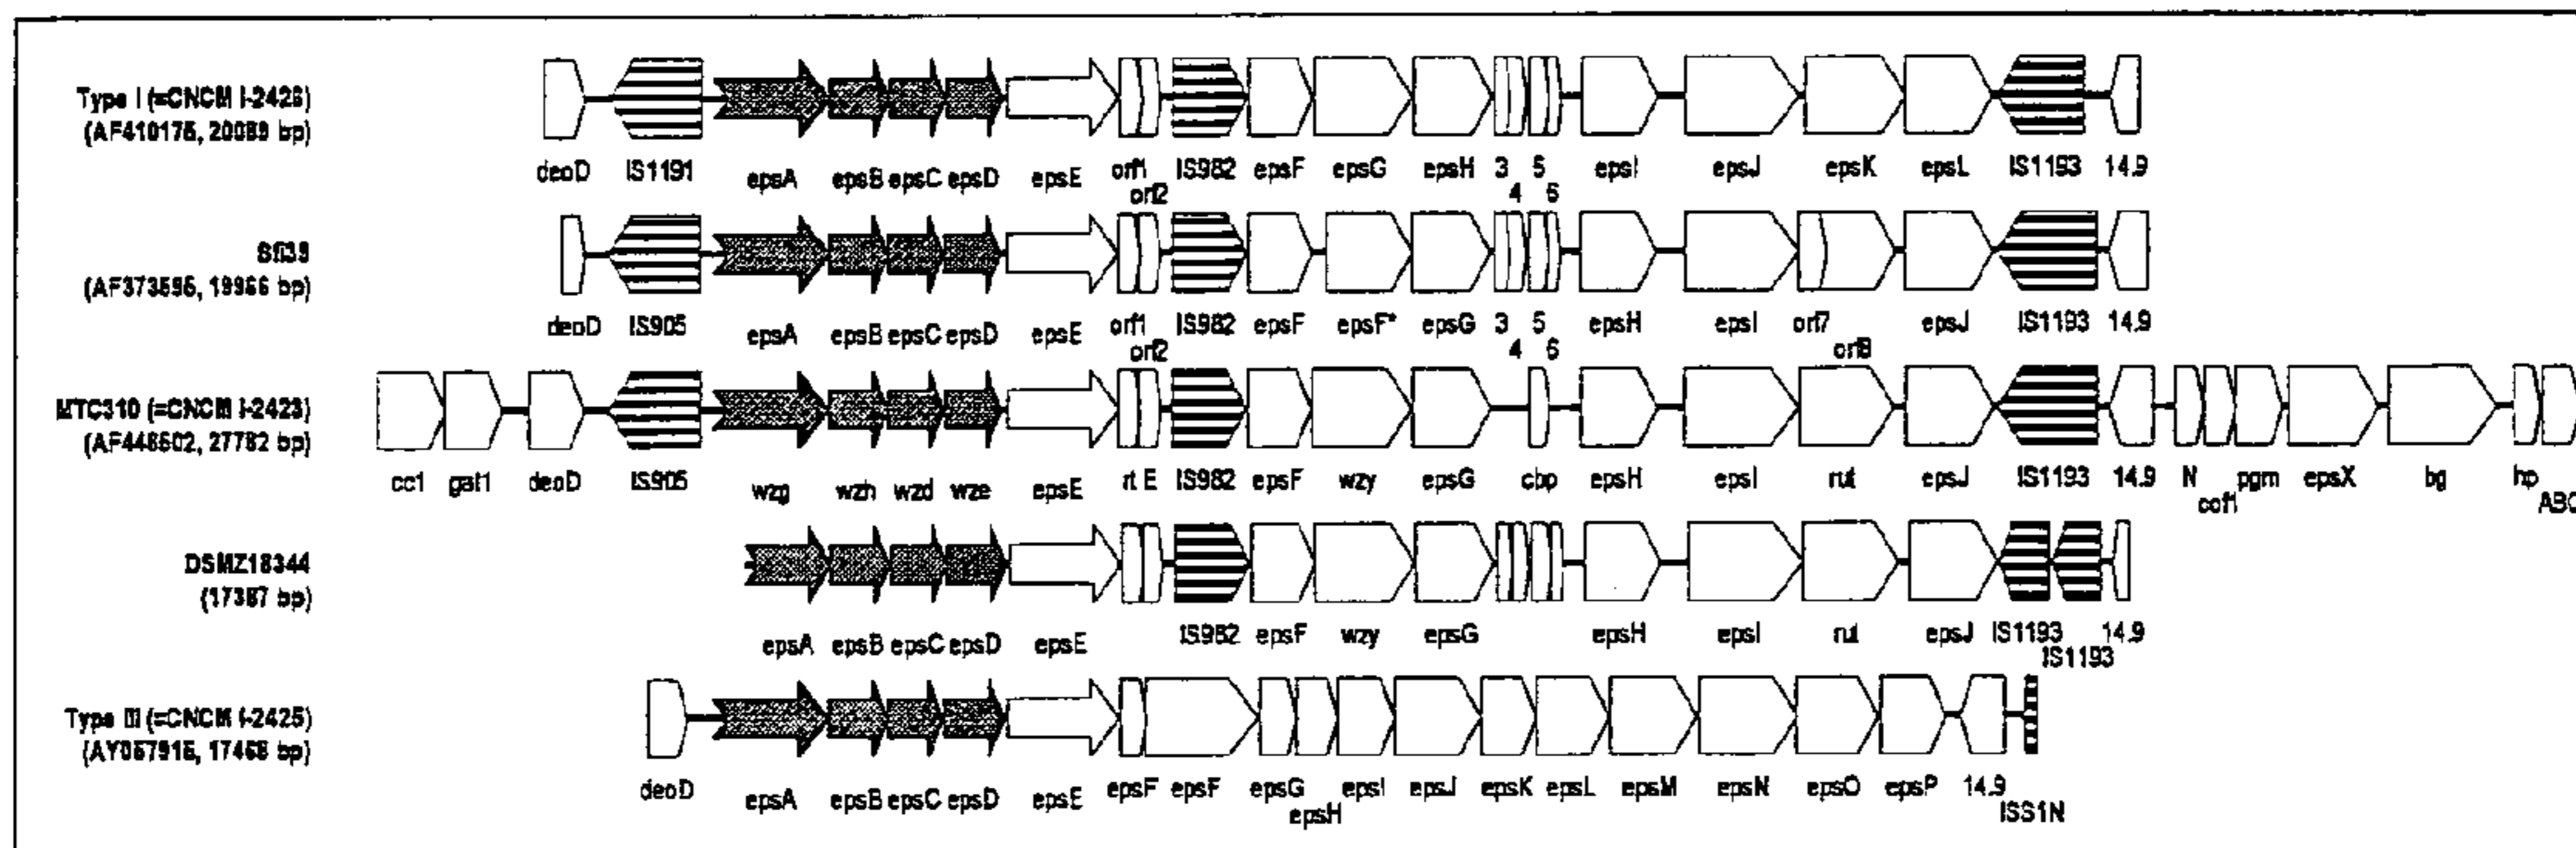 Type I (=CNCM I-2426)
(AF410175, 20089 bp)
deoD IS1191 epsA epsB epsC epsD epsE orf1 IS982 epsF epsG epsH 3 5 epsI epsJ epsK epsL IS1193 14.9
orf2 4 6
Sfi39
(AF373595, 19966 bp)
deoD IS905 epsA epsB epsC epsD epsE orf1 IS982 epsF epsF* epsG 3 5 epsH epsI orf7 epsJ IS1193 14.9
orf2 4 6 orf8
MTC310 (=CNCM I-2423)
(AF448502, 27782 bp)
cc1 gat1 deoD IS905 wzg wzh wzd wze epsE rt E IS982 epsF wzy epsG cbp epsH epsI rut epsJ IS1193 14.9 N pgm epsX bg hp
cof1 ABC
DSMZ18344
(17387 bp)
epsA epsB epsC epsD epsE IS982 epsF wzy epsG epsH epsI rut epsJ IS1193 14.9
IS1193
Type III (=CNCM I-2425)
(AY057915, 17468 bp)
deoD epsA epsB epsC epsD epsE epsF epsF epsG epsI epsJ epsK epsL epsM epsN epsO epsP 14.9
epsH ISS1N